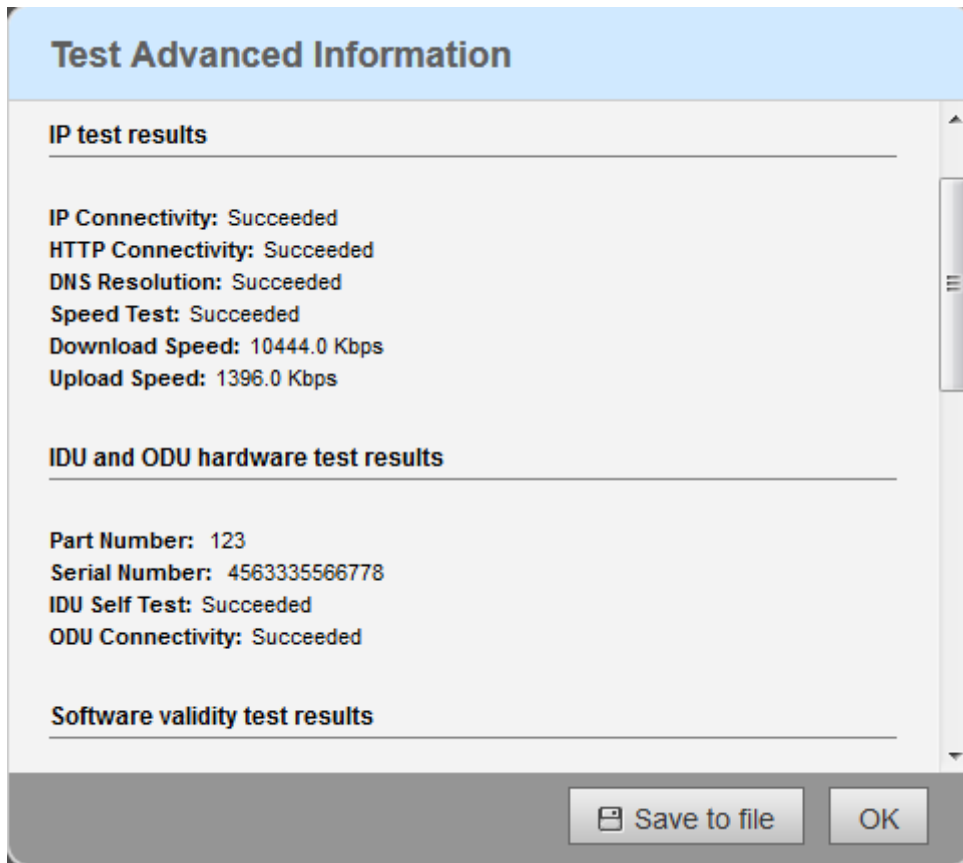 Test Advanced Information
IP test results
IP Connectivity: Succeeded
HTTP Connectivity: Succeeded
DNS Resolution: Succeeded
Speed Test: Succeeded
Download Speed: 10444.0 Kbps
Upload Speed: 1396.0 Kbps
IDU and ODU hardware test results
Part Number: 123
Serial Number: 4563335566778
IDU Self Test: Succeeded
ODU Connectivity: Succeeded
Software validity test results
Save to file
OK